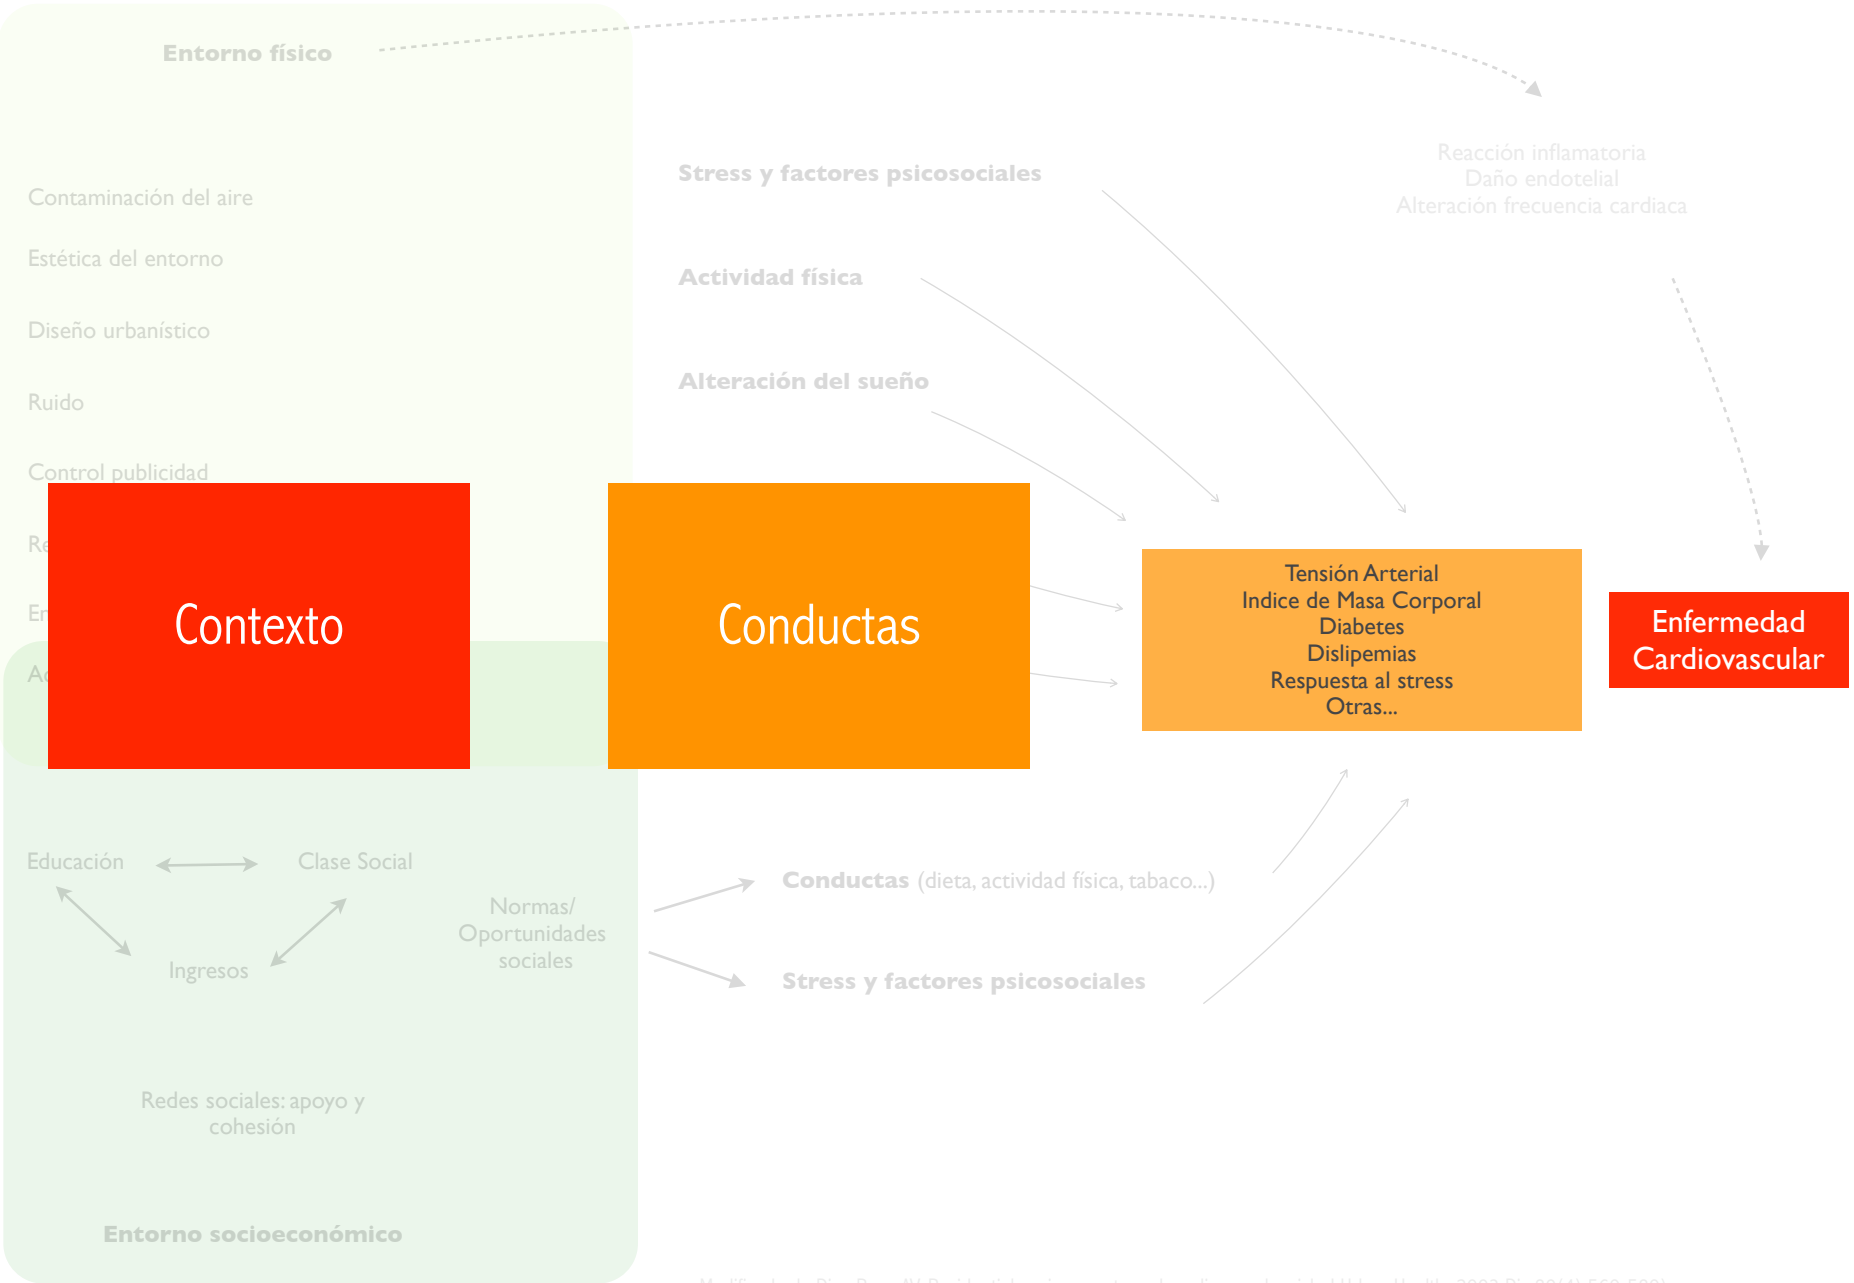 Entorno físico
Contaminación del aire
Estética del entorno
Diseño urbanístico
Ruido
Control publicidad
Stress y factores psicosociales
Actividad física
Alteración del sueño
Reacción inflamatoria
Daño endotelial
Alteración frecuencia cardiaca
Contexto
Conductas
Tensión Arterial
Indice de Masa Corporal
Diabetes
Dislipemias
Respuesta al stress
Otras...
Enfermedad
Cardiovascular
Educación
Clase Social
Ingresos
Normas/
Oportunidades
sociales
Conductas (dieta, actividad física, tabaco...)
Stress y factores psicosociales
Redes sociales: apoyo y
cohesión
Entorno socioeconómico